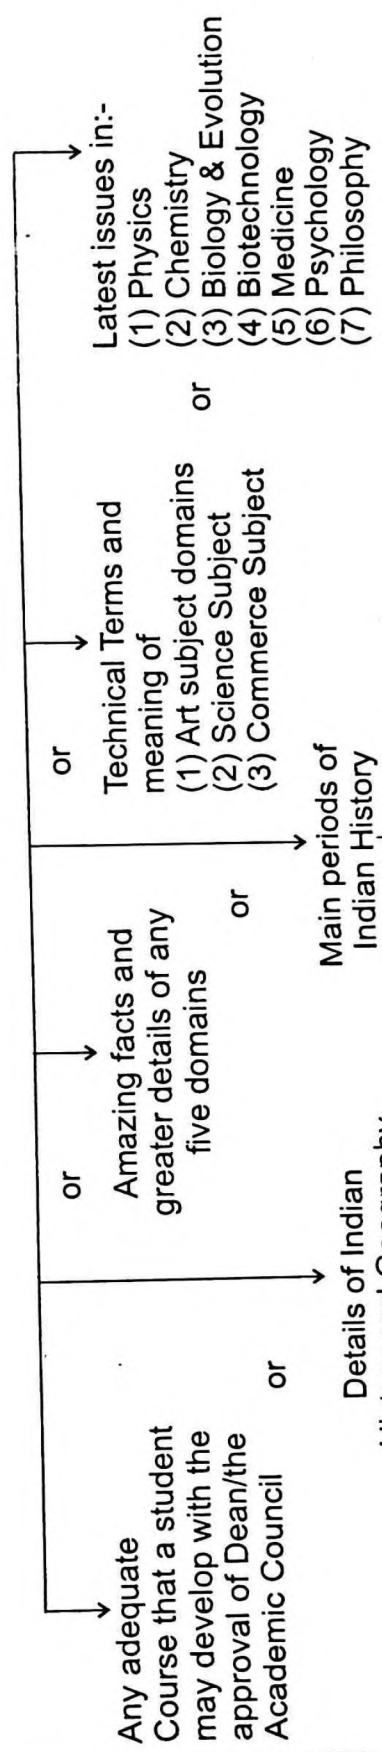 Any adequate
Course that a student
may develop with the
approval of Dean/the
Academic Council
or
Details of Indian
or
Amazing facts and
greater details of any
five domains
or
Main periods of
Indian History
or
Technical Terms and
meaning of
(1) Art subject domains
(2) Science Subject
(3) Commerce Subject
or
Latest issues in:-
(1) Physics
(2) Chemistry
(3) Biology & Evolution
(4) Biotechnology
(5) Medicine
(6) Psychology
(7) Philosophy